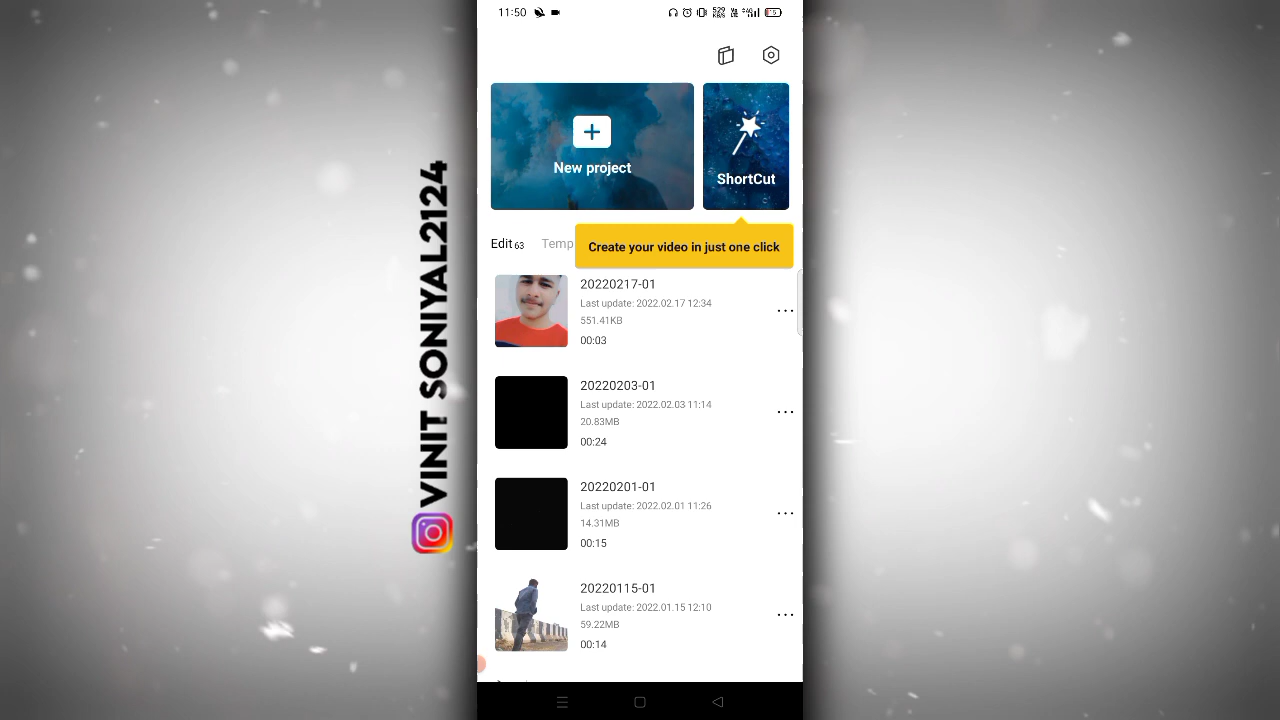 11:50
VINIT SONIYAL2124
New project
ShortCut
Edit 63
Temp
Create your video in just one click
20220217-01
Last update: 2022.02.17 12:34
551.41KB
00:03
20220203-01
Last update: 2022.02.03 11:14
20.83MB
00:24
20220201-01
Last update: 2022.02.01 11:26
14.31MB
00:15
20220115-01
Last update: 2022.01.15 12:10
59.22MB
00:14